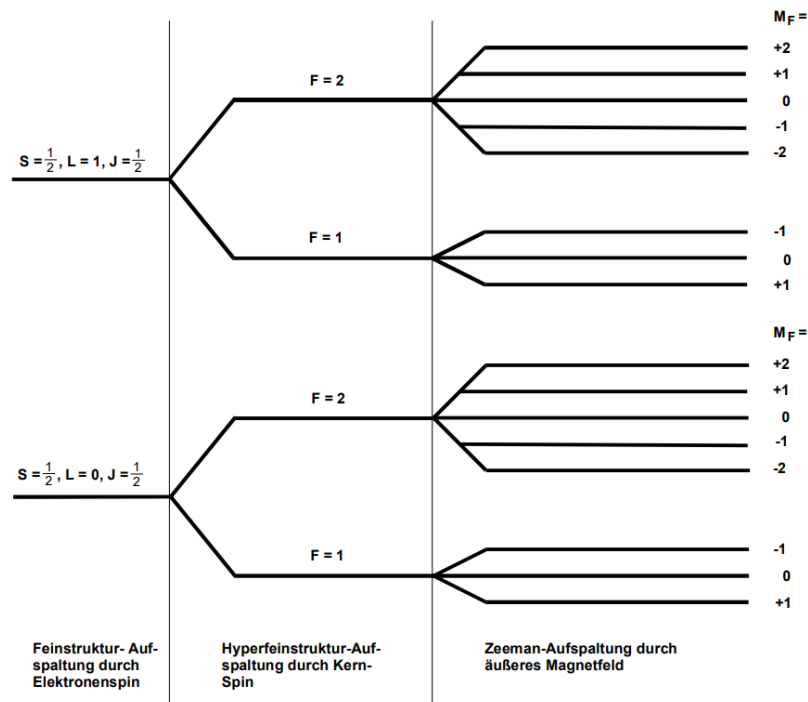 M F =
+2
F = 2
+1
0
-1
S = 1/2 , L = 1, J = 1/2
-2
F = 1
-1
0
+1
M F =
+2
F = 2
+1
0
-1
S = 1/2 , L = 0, J = 1/2
-2
F = 1
-1
0
+1
Feinstruktur- Auf-
spaltung durch
Elektronenspin
Hyperfeinstruktur-Auf-
spaltung durch Kern-
Spin
Zeeman-Aufspaltung durch
äußeres Magnetfeld